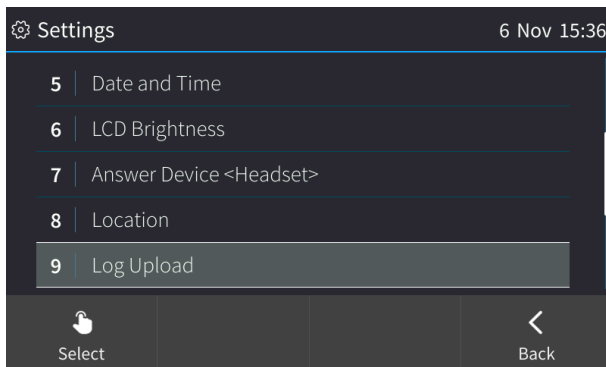 Settings
6 Nov 15:36
5 Date and Time
6 LCD Brightness
7 Answer Device <Headset>
8 Location
9 Log Upload
Select
Back